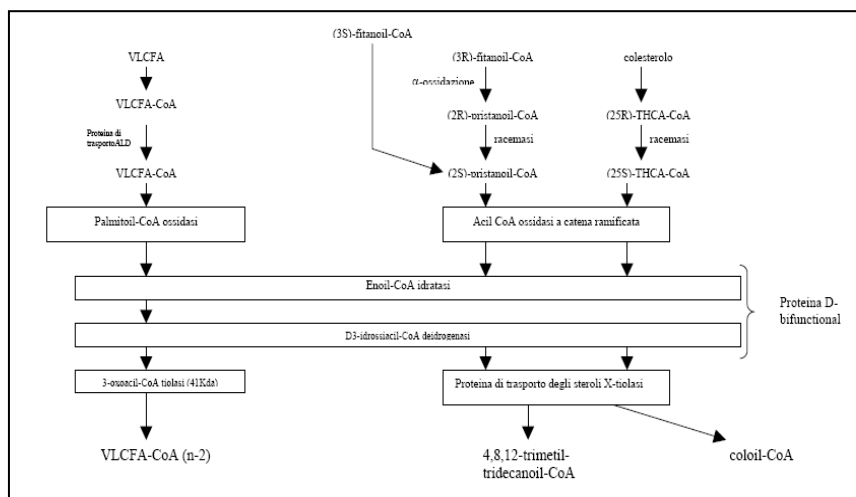 (3S)-fitanoil-CoA
VLCFA
(3R)-fitanoil-CoA
colesterolo
α-ossidazione
VLCFA-CoA
(2R)-pristanoil-CoA
(25R)-THCA-CoA
Proteina di
trasportoALD
racemasi
racemasi
VLCFA-CoA
(2S)-pristanoil-CoA
(25S)-THCA-CoA
Palmitoil-CoA ossidasi
Acil CoA ossidasi a catena ramificata
Enoil-CoA idratasi
Proteina D-
bifunctional
D3-idrossiacil-CoA deidrogenasi
3-oxoacil-CoA tiolasi (41Kda)
Proteina di trasporto degli steroli X-tiolasi
VLCFA-CoA (n-2)
4,8,12-trimetil-
tridecanoil-CoA
coloil-CoA